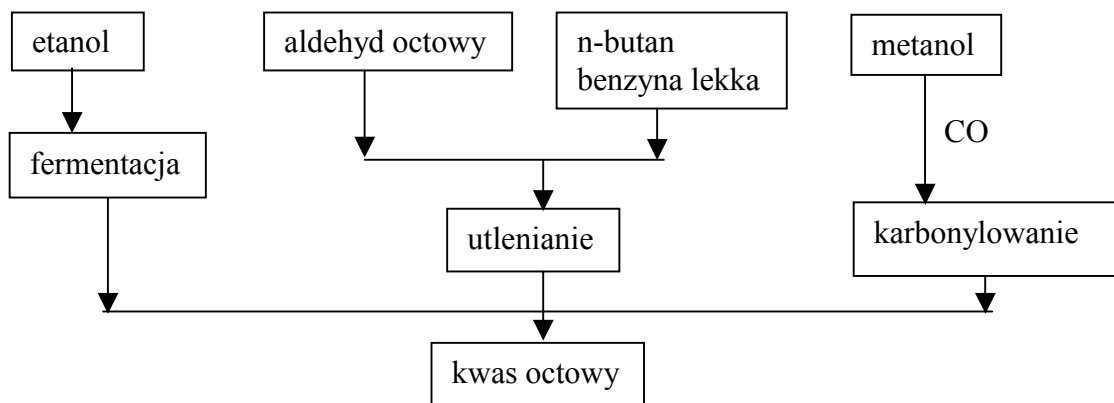 etanol
aldehyd octowy
n-butan
benzyna lekka
metanol
CO
fermentacja
utlenianie
karbonylowanie
kwas octowy